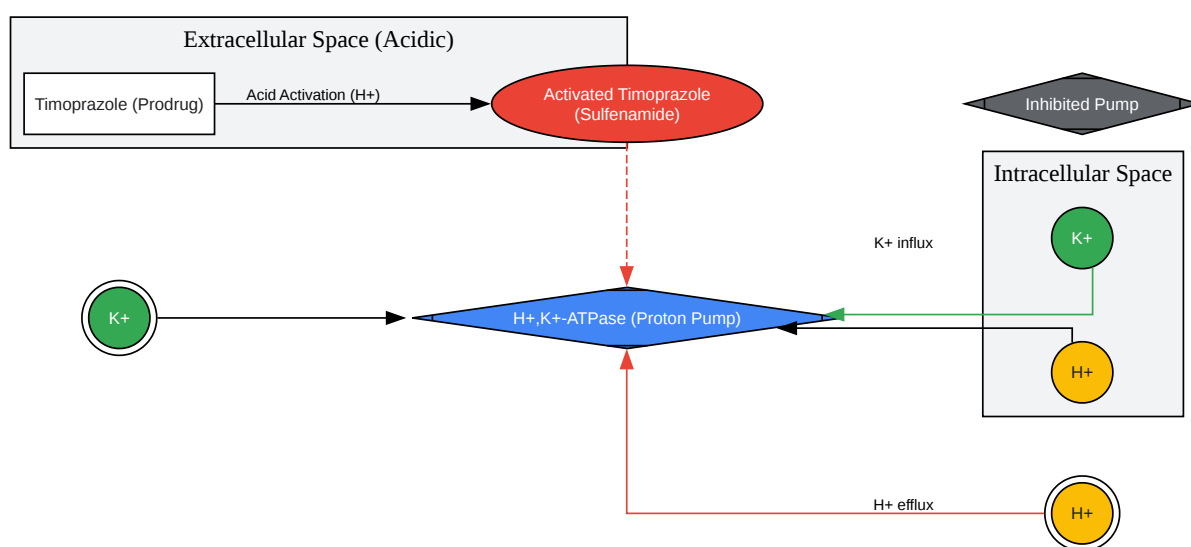 Extracellular Space (Acidic)
Timoprazole (Prodrug)
Acid Activation (H+)
Activated Timoprazole
(Sulfenamide)
Inhibited Pump
Intracellular Space
K+
K+ influx
K+
H+,K+-ATPase (Proton Pump)
H+
H+ efflux
H+